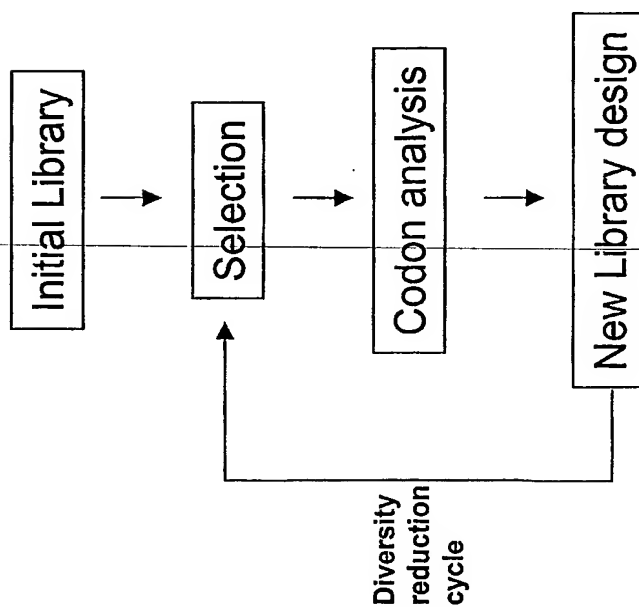 Initial Library
Selection
Codon analysis
New Library design
Diversity
reduction
cycle